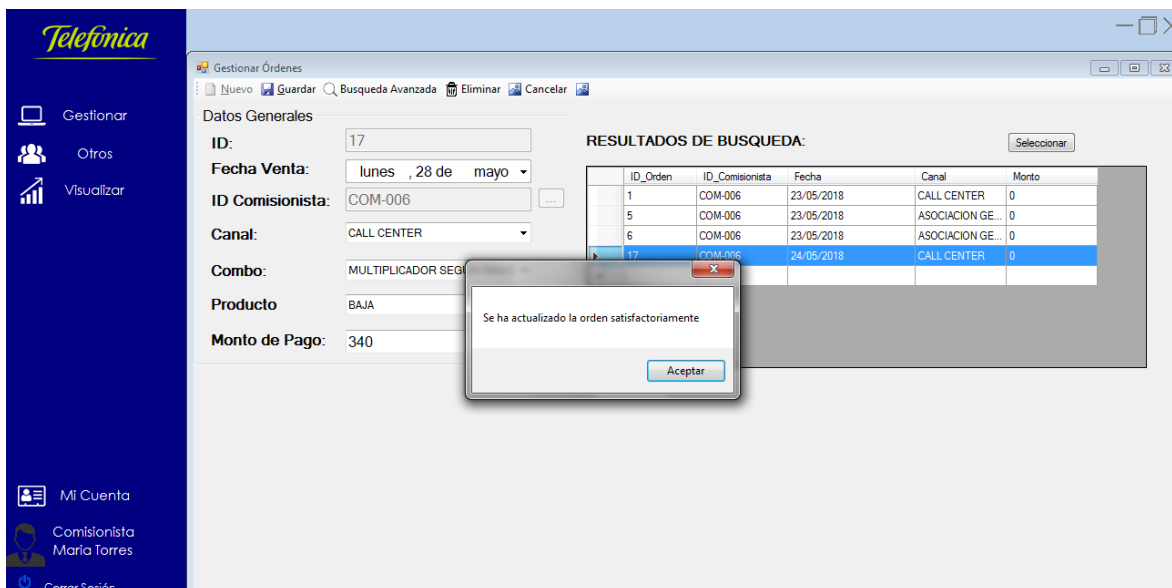 Telefónica
Gestionar
Otros
Visualizar
Mi Cuenta
Comisionista
Maria Torres
Cerrar Sesión
Gestionar Órdenes
Nuevo Guardar Busqueda Avanzada Eliminar Cancelar
Datos Generales
ID: 17
Fecha Venta: lunes , 28 de mayo
ID Comisionista: COM-006 ...
Canal: CALL CENTER
Combo: MULTIPLICADOR
Producto BAJA
Monto de Pago: 340
RESULTADOS DE BUSQUEDA: Seleccionar
ID_Orden ID_Comisionista Fecha Canal Monto
1 COM-006 23/05/2018 CALL CENTER 0
5 COM-006 23/05/2018 ASOCIACION GE... 0
6 COM-006 23/05/2018 ASOCIACION GE... 0
17 COM-006 24/05/2018 CALL CENTER 0
Se ha actualizado la orden satisfactoriamente
Aceptar